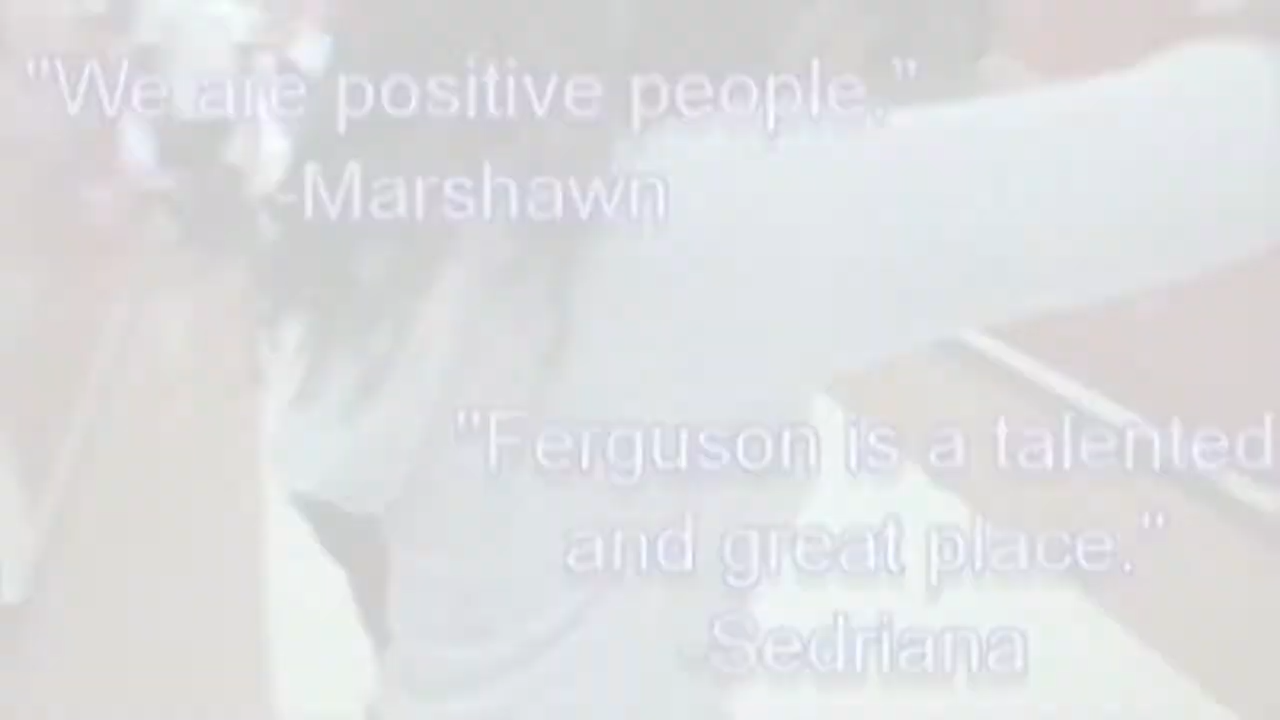 "We are positive people."
-Marshawn
"Ferguson is a talented
and great place."
Sedriana